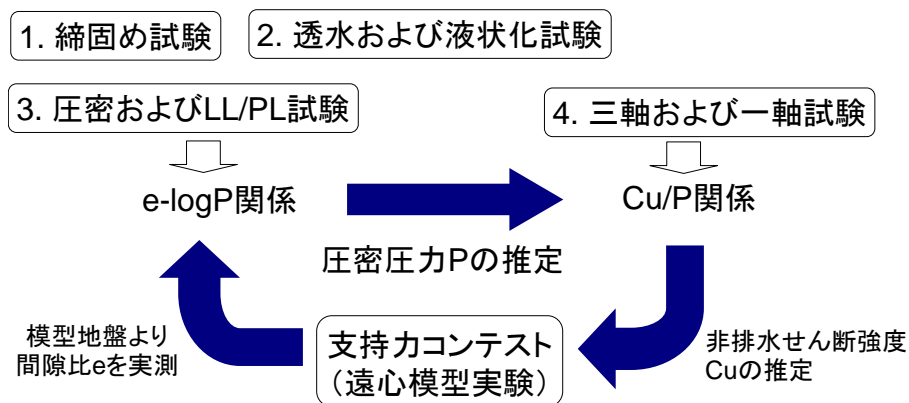 1. 締固め試験
2. 透水および液状化試験
3. 圧密およびLL/PL試験
4. 三軸および一軸試験
e-logP関係
Cu/P関係
圧密圧力Pの推定
模型地盤より
間隙比eを実測
支持力コンテスト
（遠心模型実験）
非排水せん断強度
Cuの推定